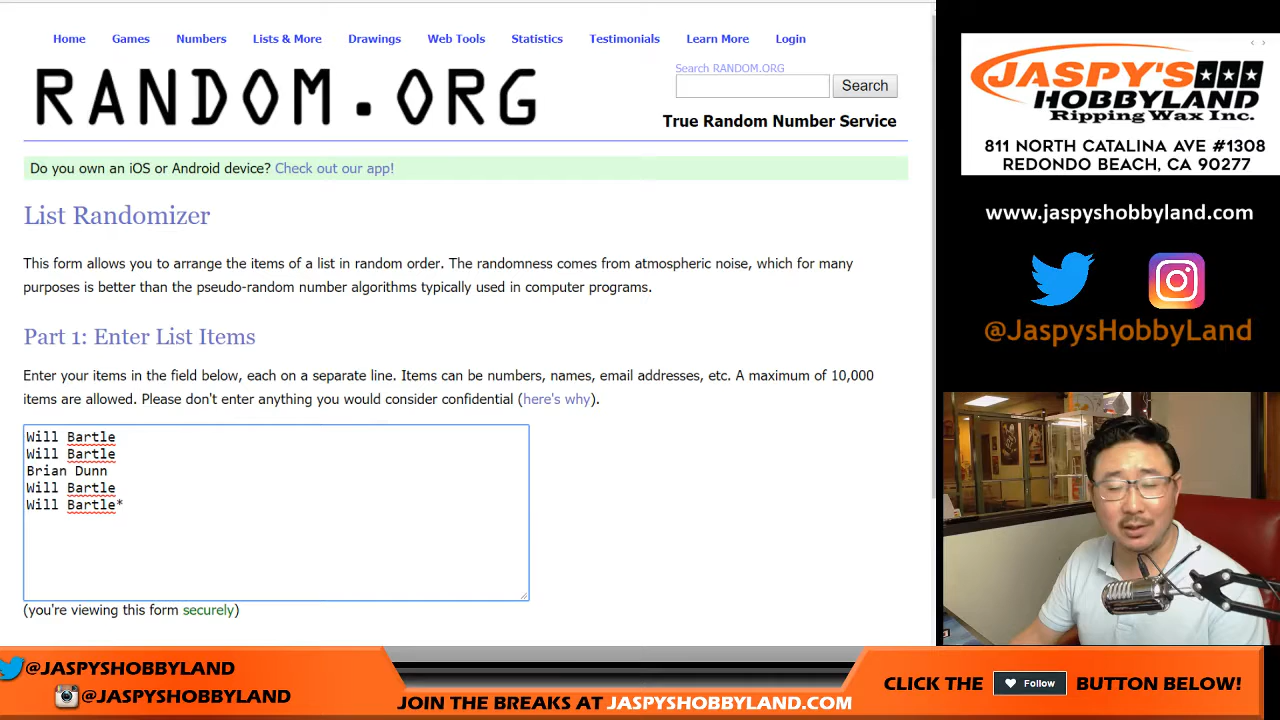 Home Games Numbers Lists & More Drawings Web Tools Statistics Testimonials Learn More Login
RANDOM.ORG
Search RANDOM.ORG
Search
True Random Number Service
Do you own an iOS or Android device? Check out our app!
List Randomizer
This form allows you to arrange the items of a list in random order. The randomness comes from atmospheric noise, which for many
purposes is better than the pseudo-random number algorithms typically used in computer programs.
Part 1: Enter List Items
Enter your items in the field below, each on a separate line. Items can be numbers, names, email addresses, etc. A maximum of 10,000
items are allowed. Please don't enter anything you would consider confidential (here's why).
Will Bartle
Will Bartle
Brian Dunn
Will Bartle
Will Bartle*
(you're viewing this form securely)
JASPY'S
HOBBYLAND
Ripping Wax Inc.
811 NORTH CATALINA AVE #1308
REDONDO BEACH, CA 90277
www.jaspyshobbyland.com
@JaspysHobbyLand
@JASPYSHOBBYLAND
@JASPYSHOBBYLAND
JOIN THE BREAKS AT JASPYSHOBBYLAND.COM
CLICK THE Follow BUTTON BELOW!